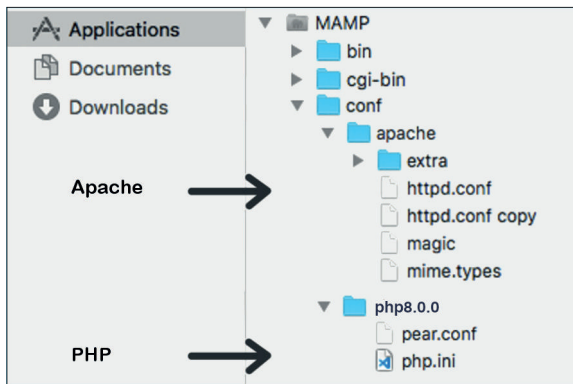 Applications
Documents
Downloads
Apache
PHP
MAMP
bin
cgi-bin
conf
apache
extra
httpd.conf
httpd.conf copy
magic
mime.types
php8.0.0
pear.conf
php.ini